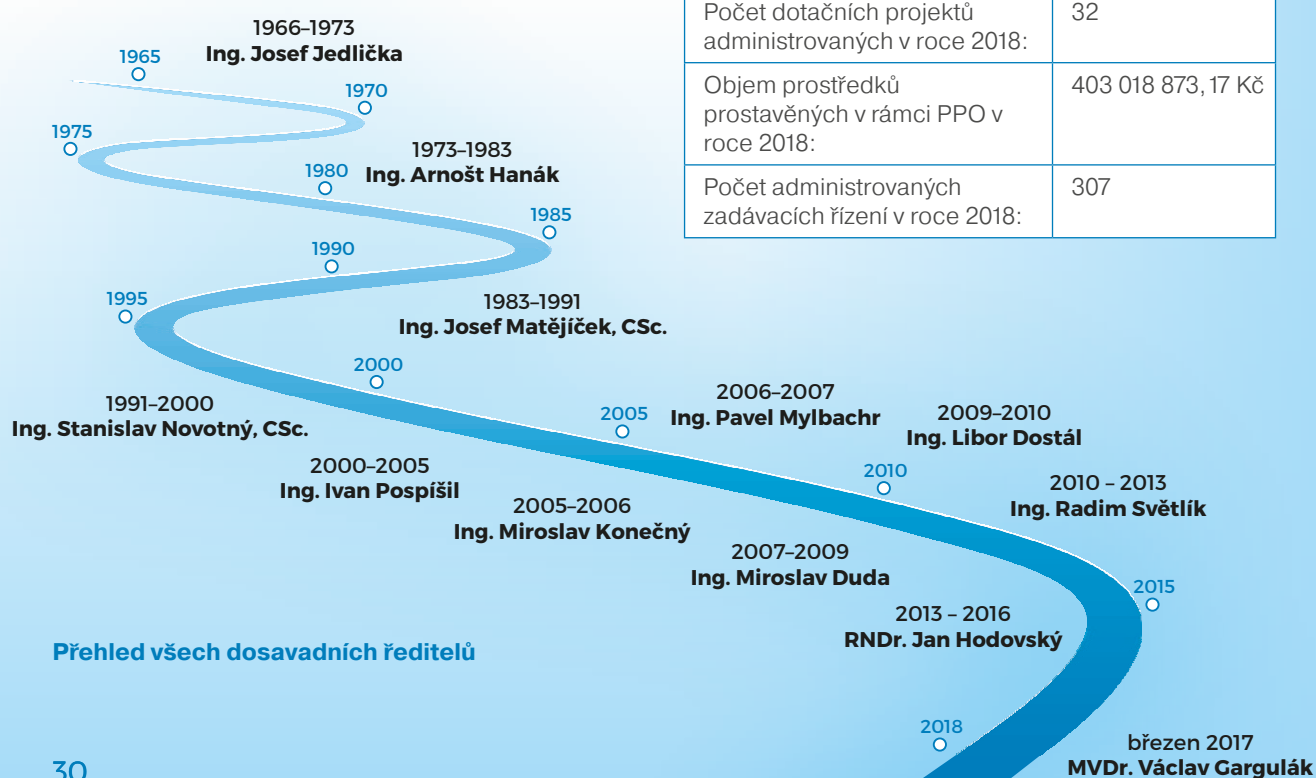 Počet dotačních projektů
administrovaných v roce 2018:
32
Objem prostředků
prostavěných v rámci PPO v
roce 2018:
403 018 873, 17 Kč
Počet administrovaných
zadávacích řízení v roce 2018:
307
1966–1973
Ing. Josef Jedlička
1965
1970
1975
1973–1983
Ing. Arnošt Hanák
1980
1985
1990
1983–1991
Ing. Josef Matějíček, CSc.
1995
1991–2000
Ing. Stanislav Novotný, CSc.
2000
2000–2005
Ing. Ivan Pospíšil
2005
2005–2006
Ing. Miroslav Konečný
2006–2007
Ing. Pavel Mylbachr
2007–2009
Ing. Miroslav Duda
2009–2010
Ing. Libor Dostál
2010
2010 – 2013
Ing. Radim Světlík
2015
2013 – 2016
RNDr. Jan Hodovský
2018
březen 2017
MVDr. Václav Gargulák
Přehled všech dosavadních ředitelů
30